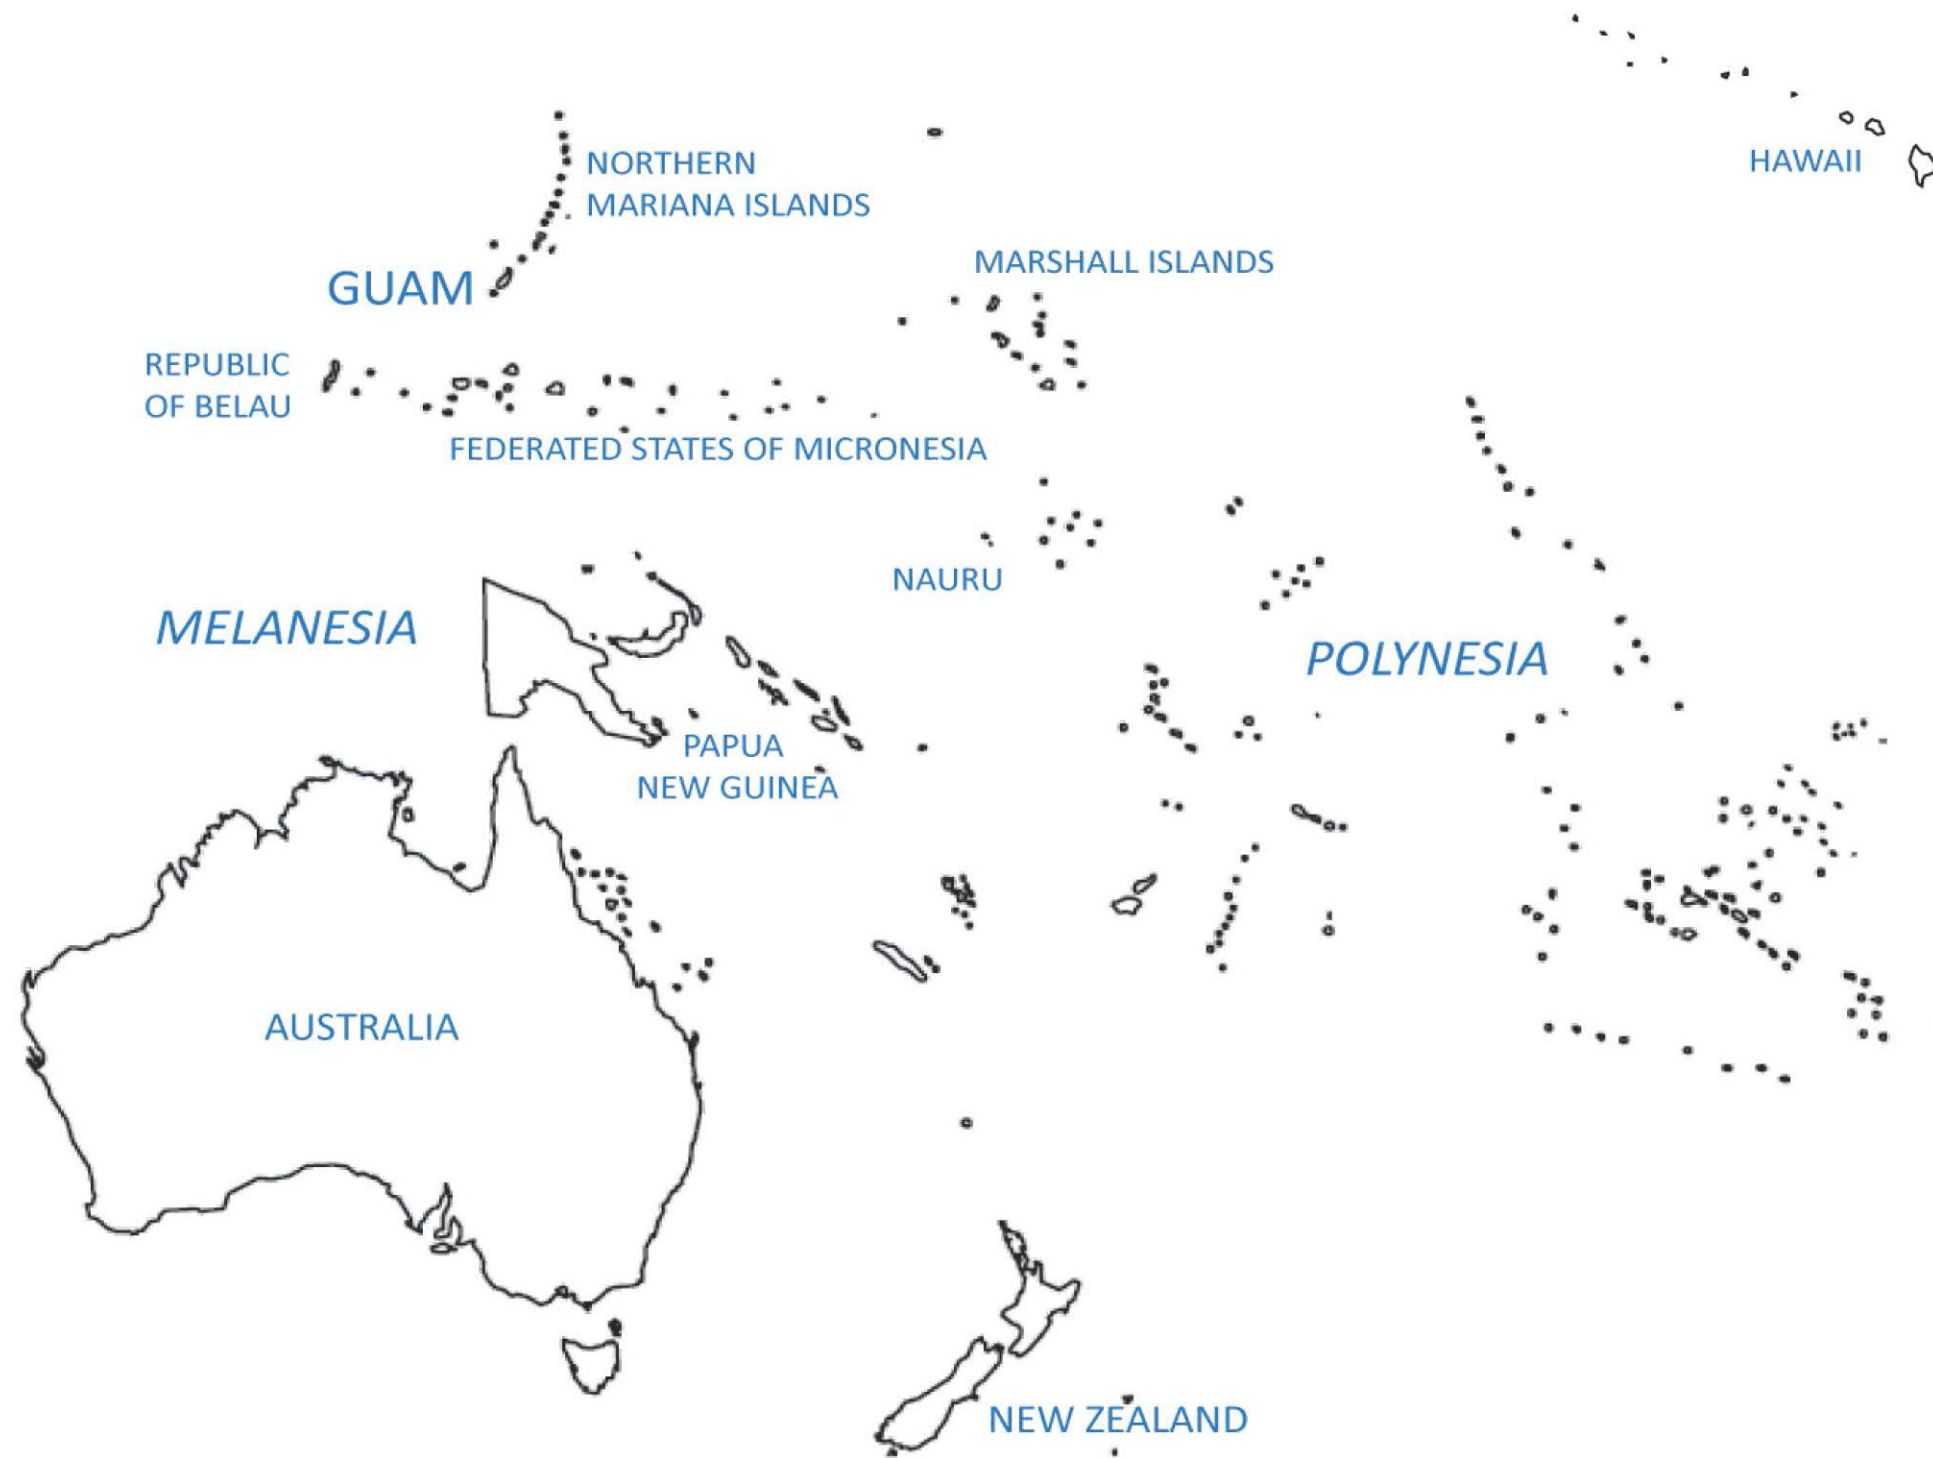 HAWAII
NORTHERN
MARIANA ISLANDS
MARSHALL ISLANDS
GUAM
REPUBLIC
OF BELAU
FEDERATED STATES OF MICRONESIA
NAURU
MELANESIA
POLYNESIA
PAPUA
NEW GUINEA
AUSTRALIA
NEW ZEALAND